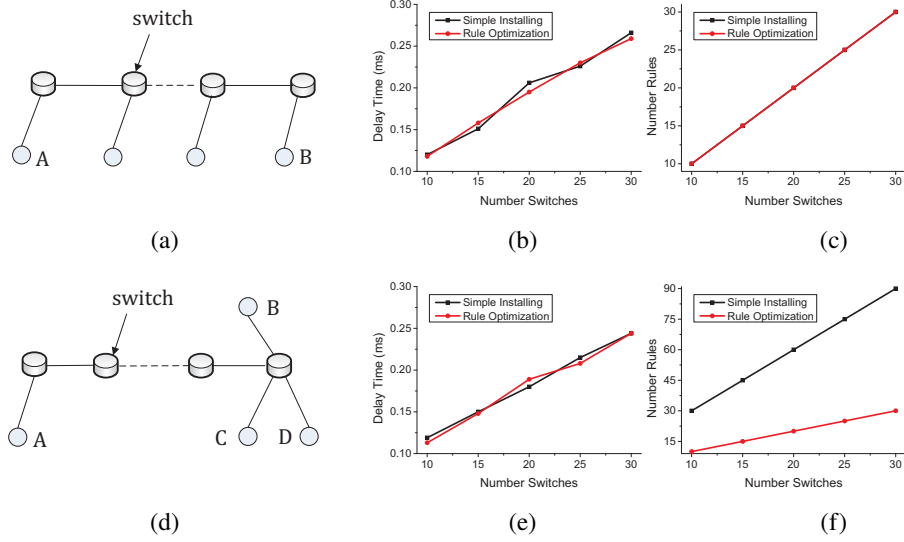 switch
A
B
(a)
0.30
0.25
0.20
0.15
0.10
Delay Time (ms)
Simple Installing
Rule Optimization
10 15 20 25 30
Number Switches
(b)
30
25
20
15
10
Number Rules
Simple Installing
Rule Optimization
10 15 20 25 30
Number Switches
(c)
switch
A
B
C
D
(d)
0.30
0.25
0.20
0.15
0.10
Delay Time (ms)
Simple Installing
Rule Optimization
10 15 20 25 30
Number Switches
(e)
90
75
60
45
30
15
Number Rules
Simple Installing
Rule Optimization
10 15 20 25 30
Number Switches
(f)